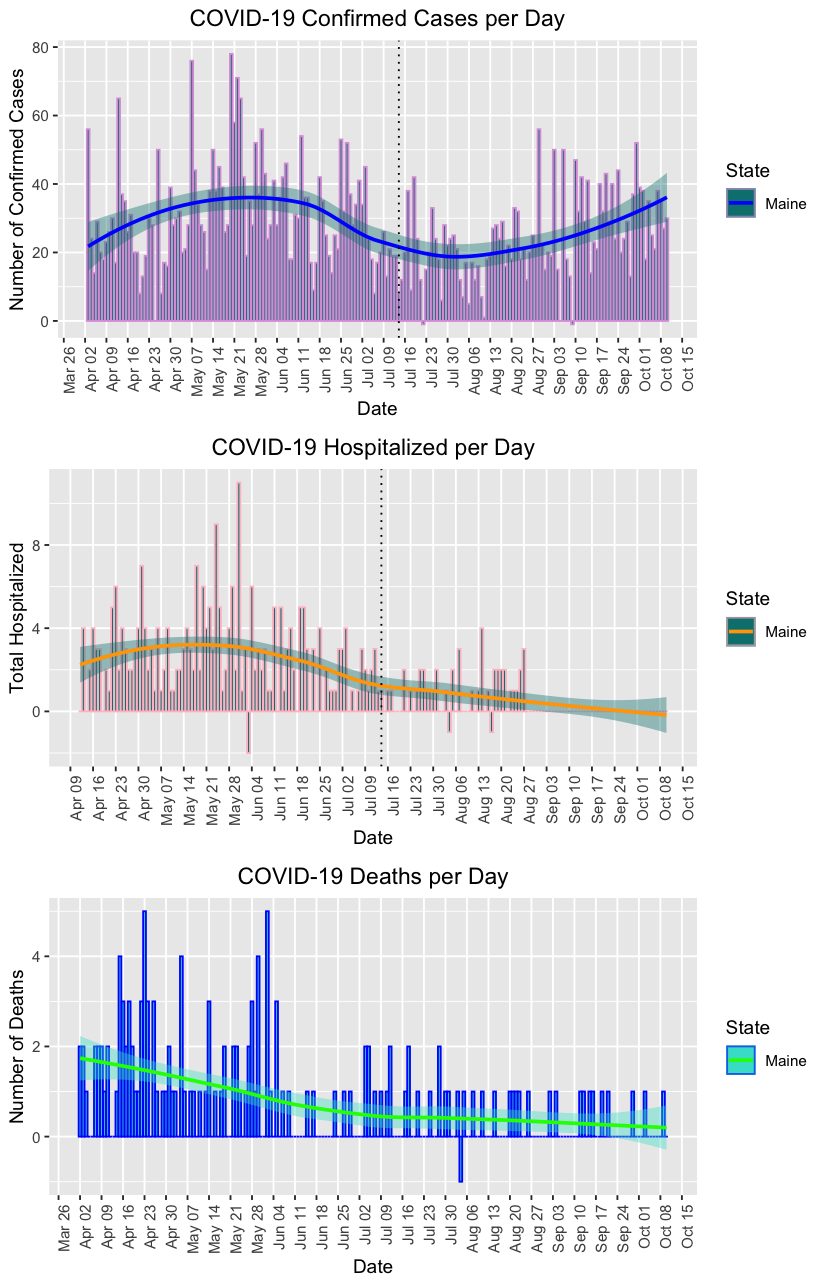 COVID-19 Confirmed Cases per Day
Number of Confirmed Cases
80
60
40
20
0
Mar 26
Apr 02
Apr 09
Apr 16
Apr 23
Apr 30
May 07
May 14
May 21
May 28
Jun 04
Jun 11
Jun 18
Jun 25
Jul 02
Jul 09
Jul 16
Jul 23
Jul 30
Aug 06
Aug 13
Aug 20
Aug 27
Sep 03
Sep 10
Sep 17
Sep 24
Oct 01
Oct 08
Oct 15
Date
State
Maine
COVID-19 Hospitalized per Day
Total Hospitalized
8
4
0
Apr 09
Apr 16
Apr 23
Apr 30
May 07
May 14
May 21
May 28
Jun 04
Jun 11
Jun 18
Jun 25
Jul 02
Jul 09
Jul 16
Jul 23
Jul 30
Aug 06
Aug 13
Aug 20
Aug 27
Sep 03
Sep 10
Sep 17
Sep 24
Oct 01
Oct 08
Oct 15
Date
State
Maine
COVID-19 Deaths per Day
Number of Deaths
4
2
0
Mar 26
Apr 02
Apr 09
Apr 16
Apr 23
Apr 30
May 07
May 14
May 21
May 28
Jun 04
Jun 11
Jun 18
Jun 25
Jul 02
Jul 09
Jul 16
Jul 23
Jul 30
Aug 06
Aug 13
Aug 20
Aug 27
Sep 03
Sep 10
Sep 17
Sep 24
Oct 01
Oct 08
Oct 15
Date
State
Maine